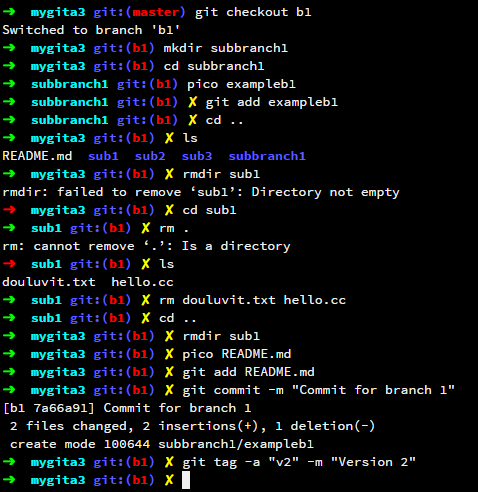 ➔ mygita3 git:(master) git checkout b1
Switched to branch 'b1'
➔ mygita3 git:(b1) mkdir subbranch1
➔ mygita3 git:(b1) cd subbranch1
➔ subbranch1 git:(b1) pico exampleb1
➔ subbranch1 git:(b1) ✗ git add exampleb1
➔ subbranch1 git:(b1) ✗ cd ..
➔ mygita3 git:(b1) ✗ ls
README.md sub1 sub2 sub3 subbranch1
➔ mygita3 git:(b1) ✗ rmdir sub1
rmdir: failed to remove ‘sub1’: Directory not empty
➔ mygita3 git:(b1) ✗ cd sub1
➔ sub1 git:(b1) ✗ rm .
rm: cannot remove ‘.’: Is a directory
➔ sub1 git:(b1) ✗ ls
douluvit.txt hello.cc
➔ sub1 git:(b1) ✗ rm douluvit.txt hello.cc
➔ sub1 git:(b1) ✗ cd ..
➔ mygita3 git:(b1) ✗ rmdir sub1
➔ mygita3 git:(b1) ✗ pico README.md
➔ mygita3 git:(b1) ✗ git add README.md
➔ mygita3 git:(b1) ✗ git commit -m "Commit for branch 1"
[b1 7a66a91] Commit for branch 1
2 files changed, 2 insertions(+), 1 deletion(-)
create mode 100644 subbranch1/exampleb1
➔ mygita3 git:(b1) ✗ git tag -a "v2" -m "Version 2"
➔ mygita3 git:(b1) ✗